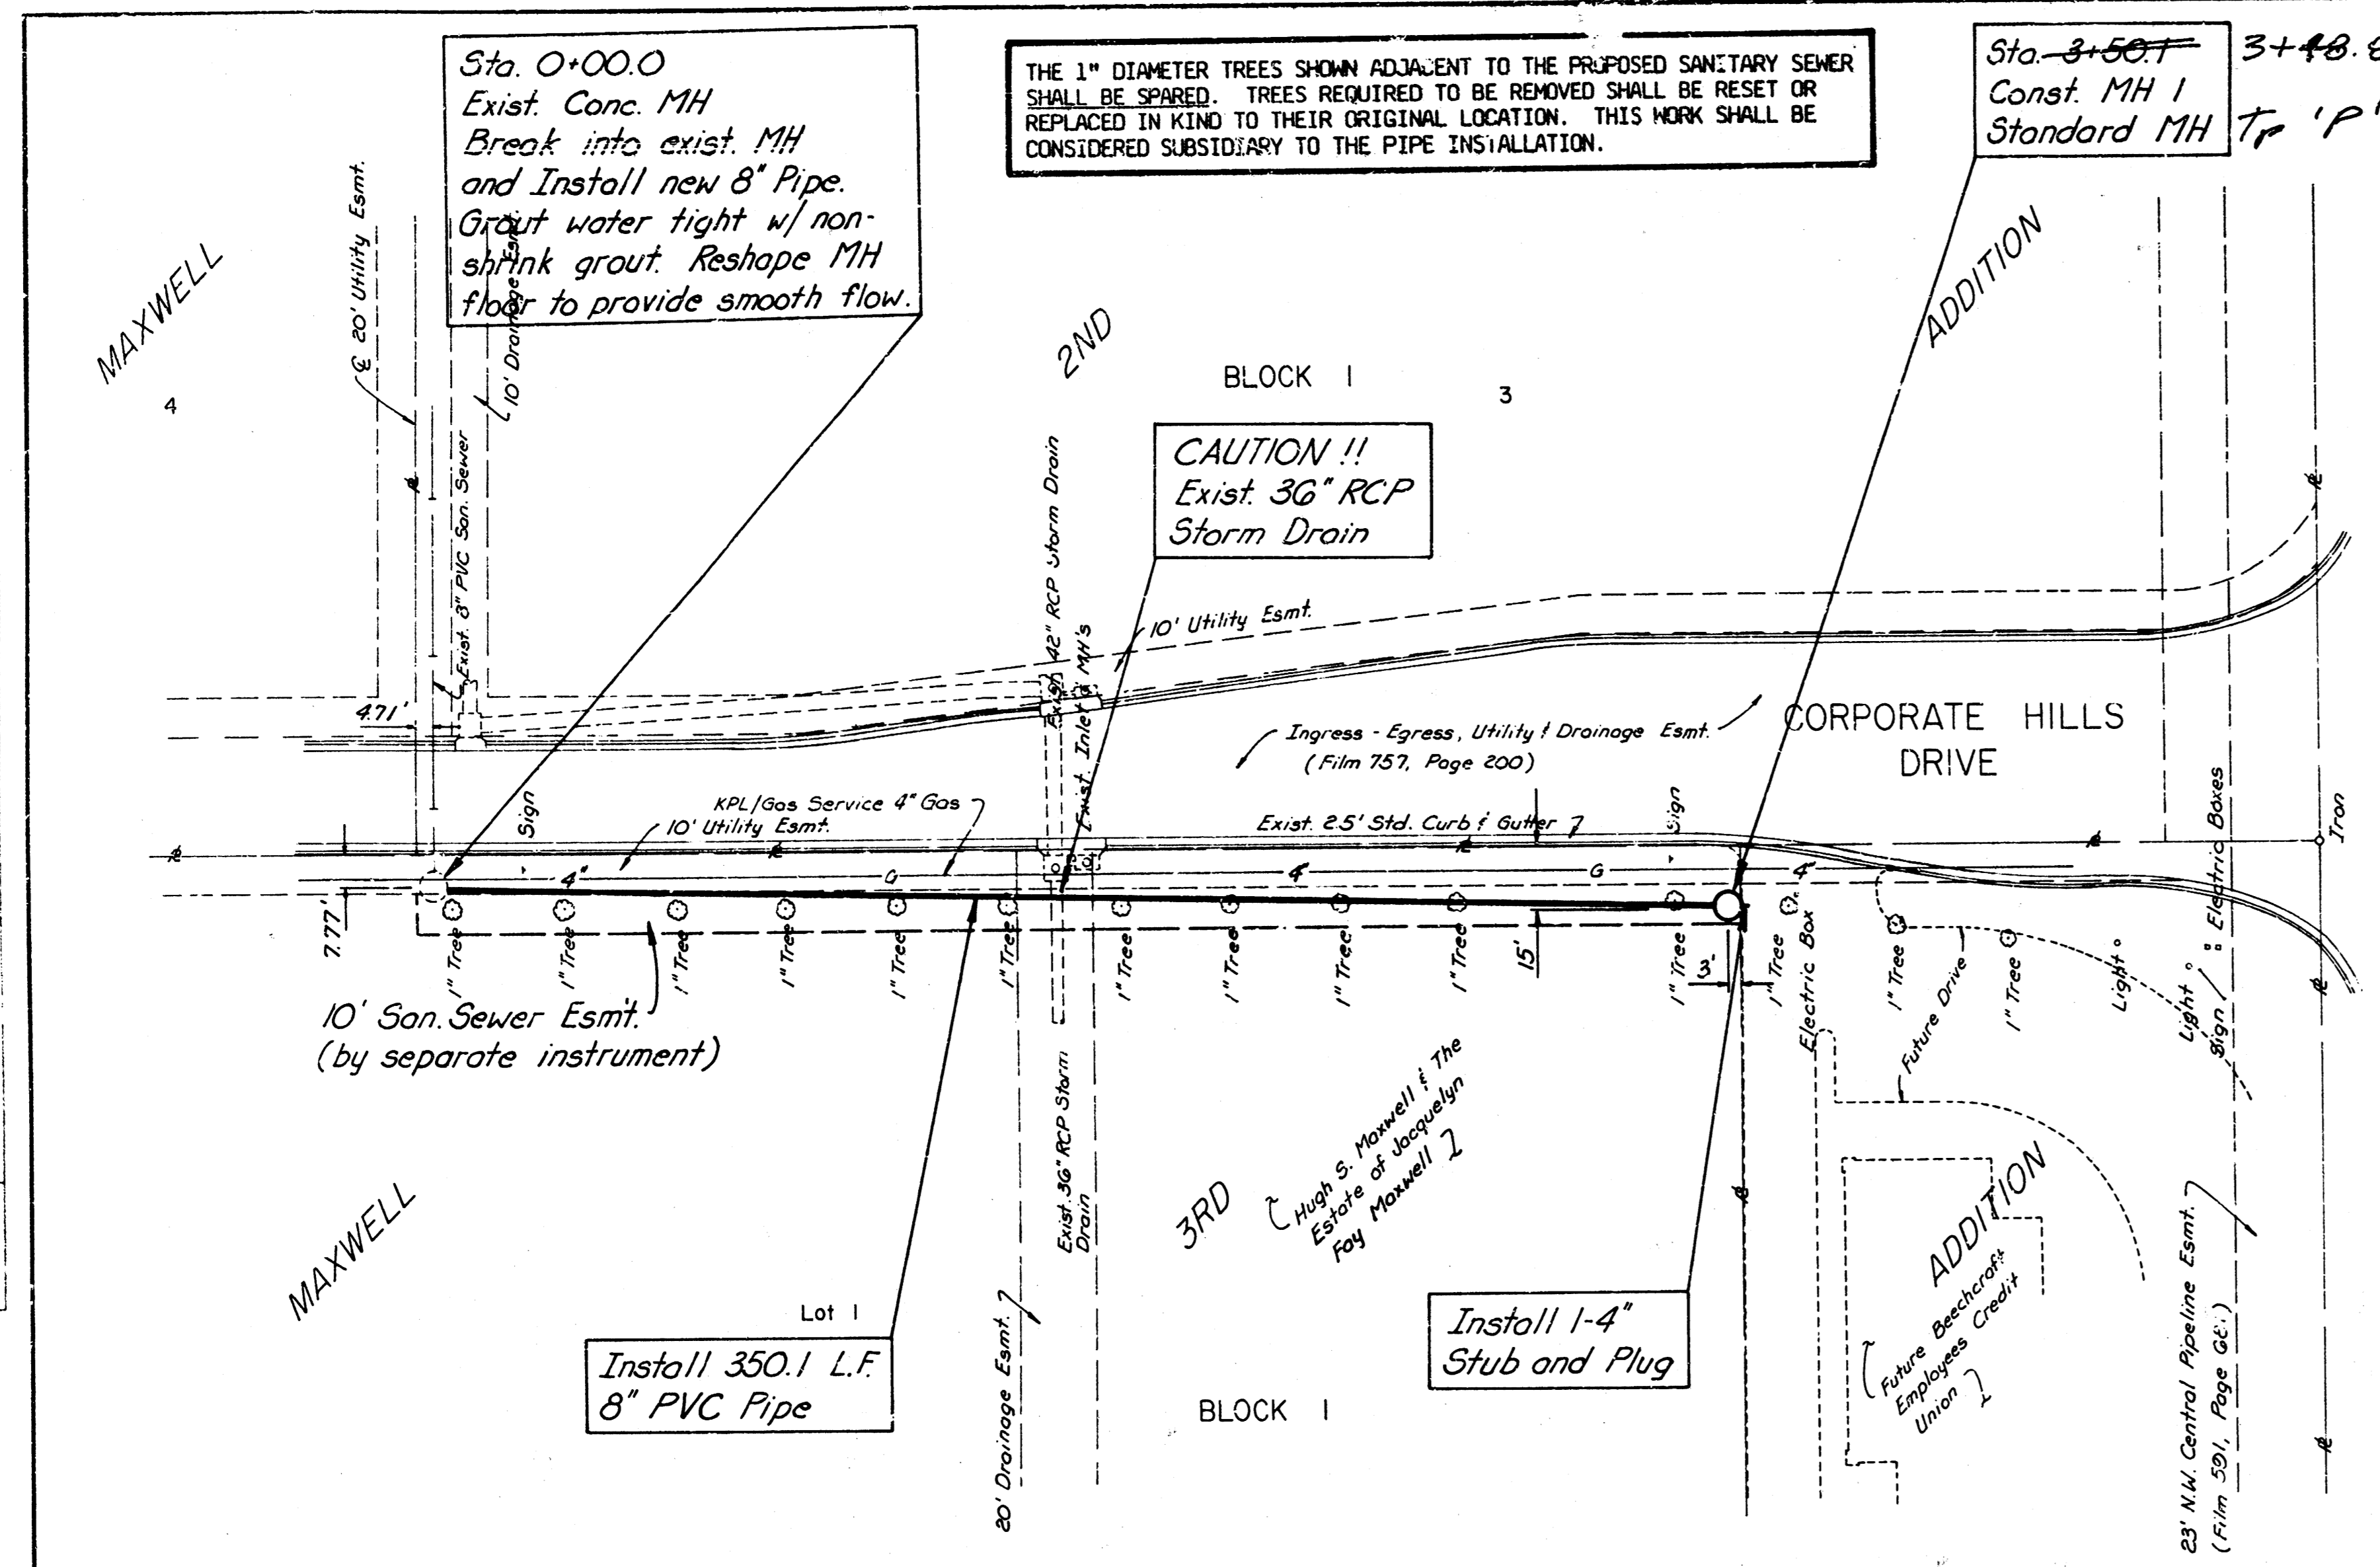 Sta. 0+00.0
Exist. Conc. MH
Break into exist. MH
and Install new 8" Pipe.
Grout water tight w/ non-
shrink grout. Reshape MH
floor to provide smooth flow.
THE 1" DIAMETER TREES SHOWN ADJACENT TO THE PROPOSED SANITARY SEWER
SHALL BE SPARED. TREES REQUIRED TO BE REMOVED SHALL BE RESET OR
REPLACED IN KIND TO THEIR ORIGINAL LOCATION. THIS WORK SHALL BE
CONSIDERED SUBSIDIARY TO THE PIPE INSTALLATION.
Sta. 3+50.1
3+48.8
Const. MH 1
Standard MH
Tp 'P'
MAXWELL
4
℄ 20' Utility Esmt.
10' Drainage Esmt.
Exist. 8" PVC San. Sewer
2ND
BLOCK 1
3
ADDITION
CAUTION !!
Exist. 36" RCP
Storm Drain
Exist. 42" RCP Storm Drain
Exist. Inlet & MH's
10' Utility Esmt.
4.71'
Ingress - Egress, Utility & Drainage Esmt.
(Film 757, Page 200)
CORPORATE HILLS
DRIVE
Sign
KPL/Gas Service 4" Gas
10' Utility Esmt.
Exist. 2.5' Std. Curb & Gutter
Sign
Electric Boxes
Iron
4"
G
4"
G
4"
7.77'
1" Tree
1" Tree
1" Tree
1" Tree
1" Tree
1" Tree
1" Tree
1" Tree
1" Tree
1" Tree
15'
1" Tree
3'
1" Tree
Electric Box
1" Tree
Future Drive
1" Tree
Light
Light
Sign
10' San. Sewer Esmt.
(by separate instrument)
Exist. 36" RCP Storm
Drain
20' Drainage Esmt.
MAXWELL
3RD
Hugh S. Maxwell & The
Estate of Jacquelyn
Fay Maxwell
ADDITION
Future Beechcraft
Employees Credit
Union
Lot 1
Install 350.1 L.F.
8" PVC Pipe
BLOCK 1
Install 1-4"
Stub and Plug
23' N.W. Central Pipeline Esmt.
(Film 591, Page